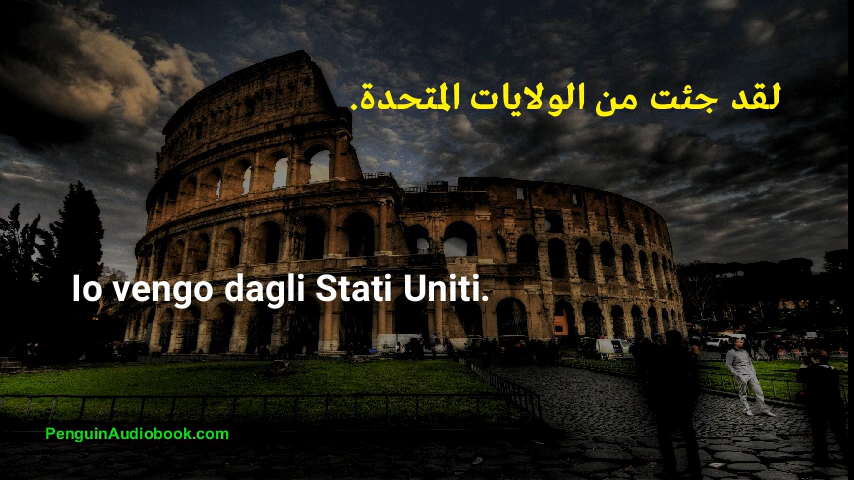 لقد جئت من الولايات المتحدة.
Io vengo dagli Stati Uniti.
PenguinAudiobook.com